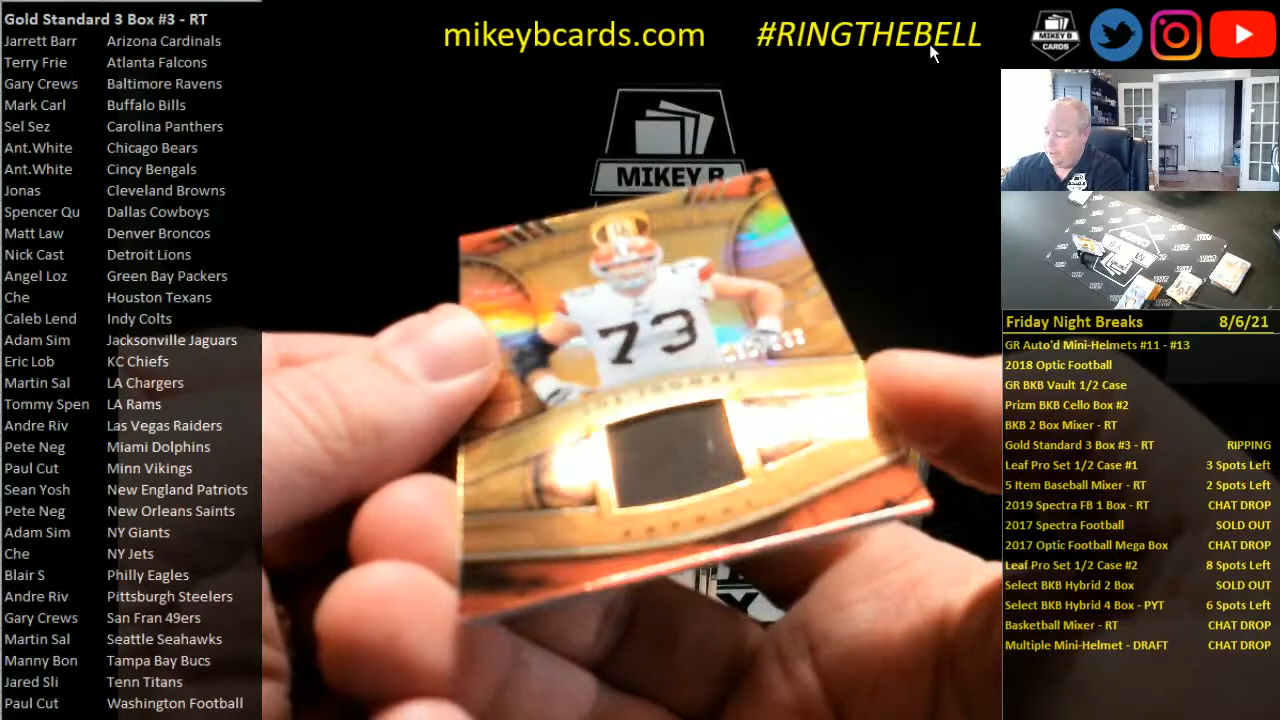 Gold Standard 3 Box #3 - RT
Jarrett Barr Arizona Cardinals
Terry Frie Atlanta Falcons
Gary Crews Baltimore Ravens
Mark Carl Buffalo Bills
Sel Sez Carolina Panthers
Ant.White Chicago Bears
Ant.White Cincy Bengals
Jonas Cleveland Browns
Spencer Qu Dallas Cowboys
Matt Law Denver Broncos
Nick Cast Detroit Lions
Angel Loz Green Bay Packers
Che Houston Texans
Caleb Lend Indy Colts
Adam Sim Jacksonville Jaguars
Eric Lob KC Chiefs
Martin Sal LA Chargers
Tommy Spen LA Rams
Andre Riv Las Vegas Raiders
Pete Neg Miami Dolphins
Paul Cut Minn Vikings
Sean Yosh New England Patriots
Pete Neg New Orleans Saints
Adam Sim NY Giants
Che NY Jets
Blair S Philly Eagles
Andre Riv Pittsburgh Steelers
Gary Crews San Fran 49ers
Martin Sal Seattle Seahawks
Manny Bon Tampa Bay Bucs
Jared Sli Tenn Titans
Paul Cut Washington Football
mikeybcards.com #RINGTHEBELL
MIKEY B
CARDS
MIKEY B
73
JOE THOMAS
Friday Night Breaks 8/6/21
GR Auto'd Mini-Helmets #11 - #13
2018 Optic Football
GR BKB Vault 1/2 Case
Prizm BKB Cello Box #2
BKB 2 Box Mixer - RT
Gold Standard 3 Box #3 - RT RIPPING
Leaf Pro Set 1/2 Case #1 3 Spots Left
5 Item Baseball Mixer - RT 2 Spots Left
2019 Spectra FB 1 Box - RT CHAT DROP
2017 Spectra Football SOLD OUT
2017 Optic Football Mega Box CHAT DROP
Leaf Pro Set 1/2 Case #2 8 Spots Left
Select BKB Hybrid 2 Box SOLD OUT
Select BKB Hybrid 4 Box - PYT 6 Spots Left
Basketball Mixer - RT CHAT DROP
Multiple Mini-Helmet - DRAFT CHAT DROP